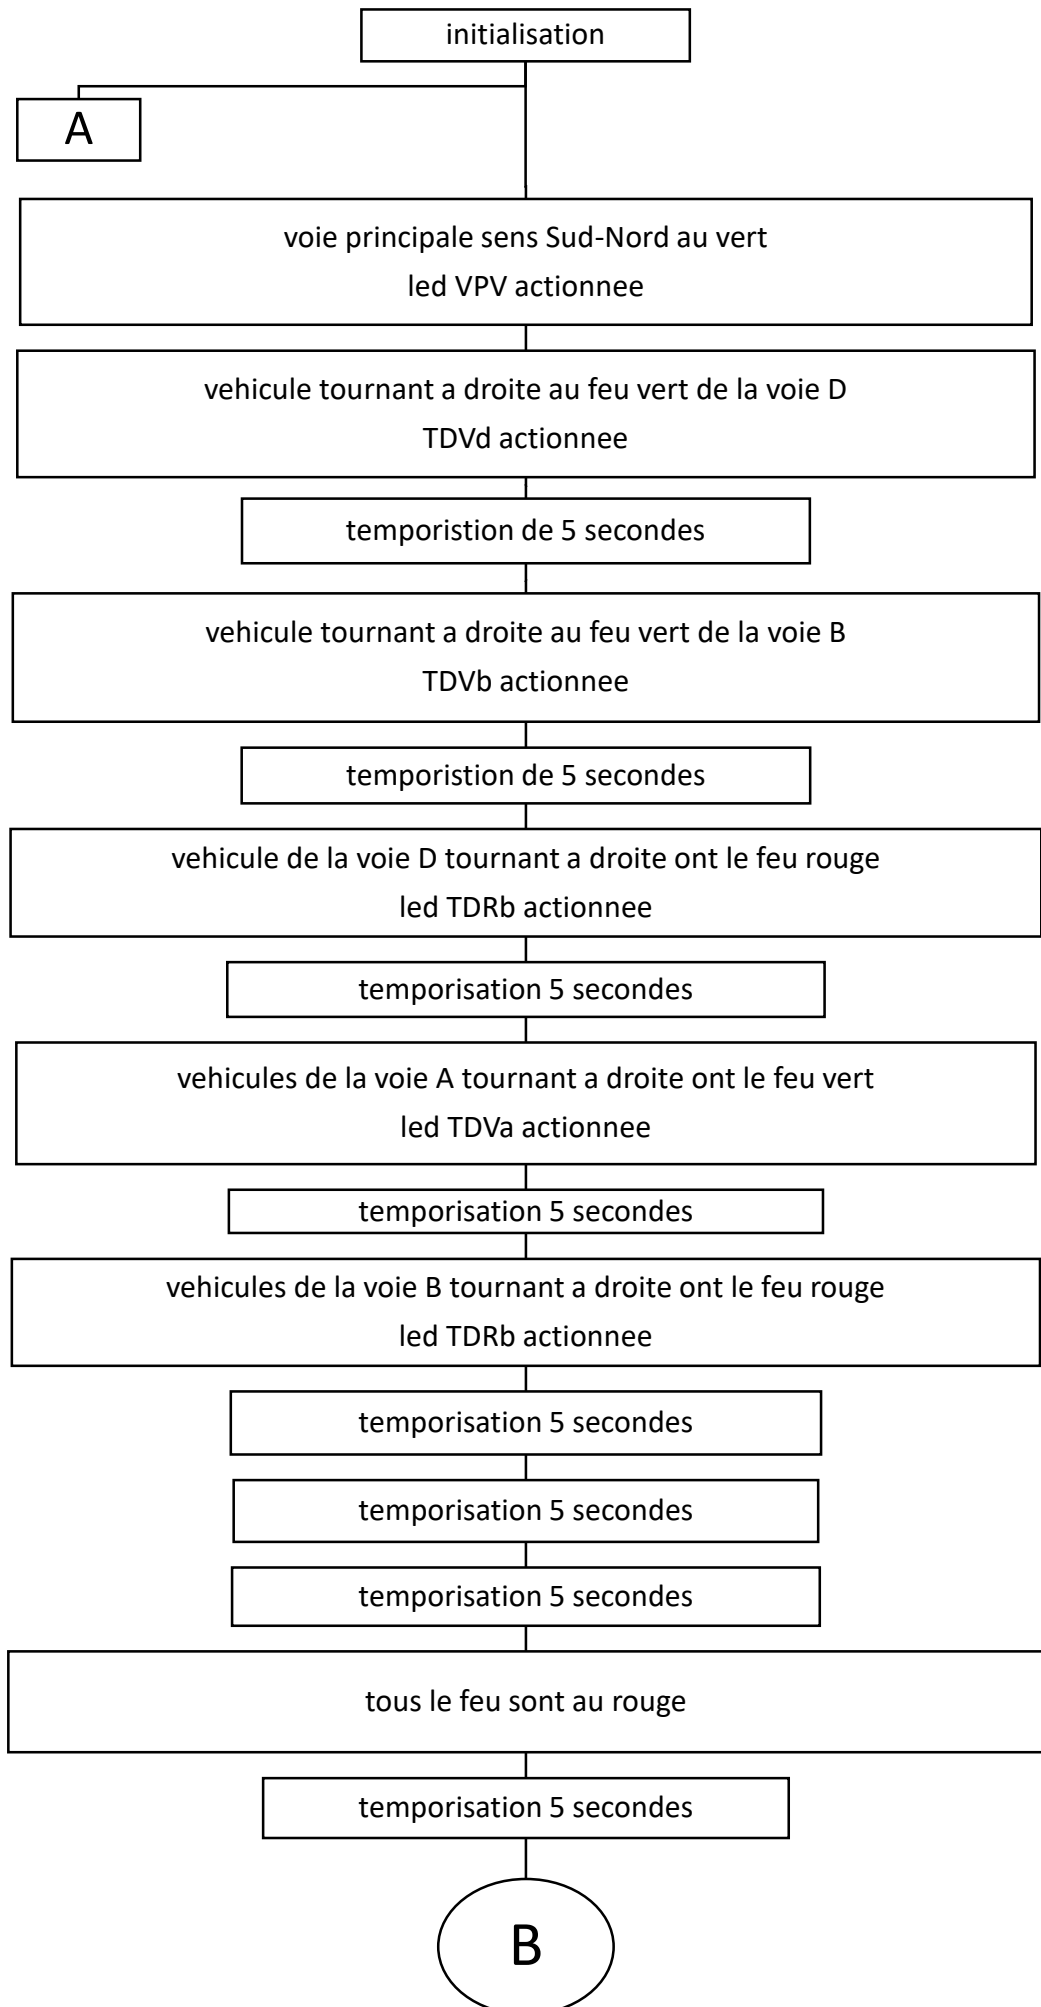 initialisation
A
voie principale sens Sud-Nord au vert
led VPV actionnee
vehicule tournant a droite au feu vert de la voie D
TDVd actionnee
temporistion de 5 secondes
vehicule tournant a droite au feu vert de la voie B
TDVb actionnee
temporistion de 5 secondes
vehicule de la voie D tournant a droite ont le feu rouge
led TDRb actionnee
temporisation 5 secondes
vehicules de la voie A tournant a droite ont le feu vert
led TDVa actionnee
temporisation 5 secondes
vehicules de la voie B tournant a droite ont le feu rouge
led TDRb actionnee
temporisation 5 secondes
temporisation 5 secondes
temporisation 5 secondes
tous le feu sont au rouge
temporisation 5 secondes
B